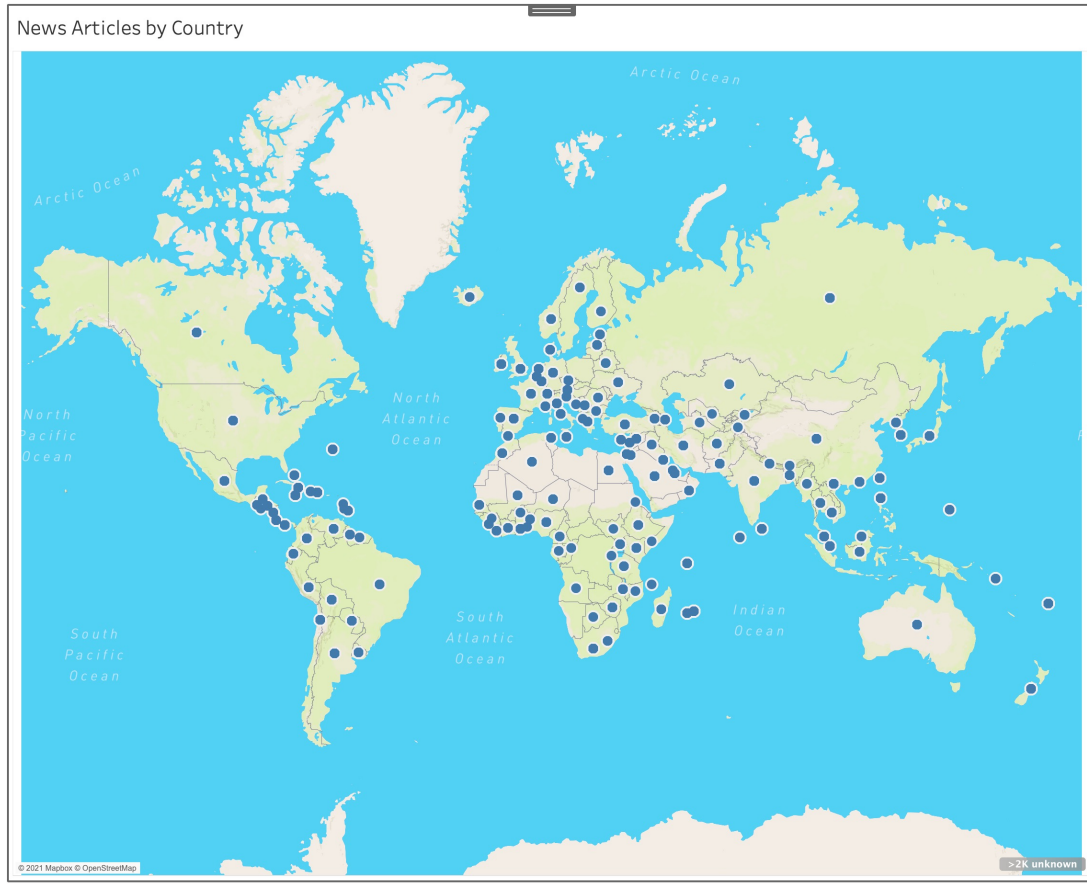 News Articles by Country
Arctic Ocean
Arctic Ocean
North
Pacific
Ocean
North
Atlantic
Ocean
South
Pacific
Ocean
South
Atlantic
Ocean
Indian
Ocean
© 2021 Mapbox © OpenStreetMap
>2K unknown